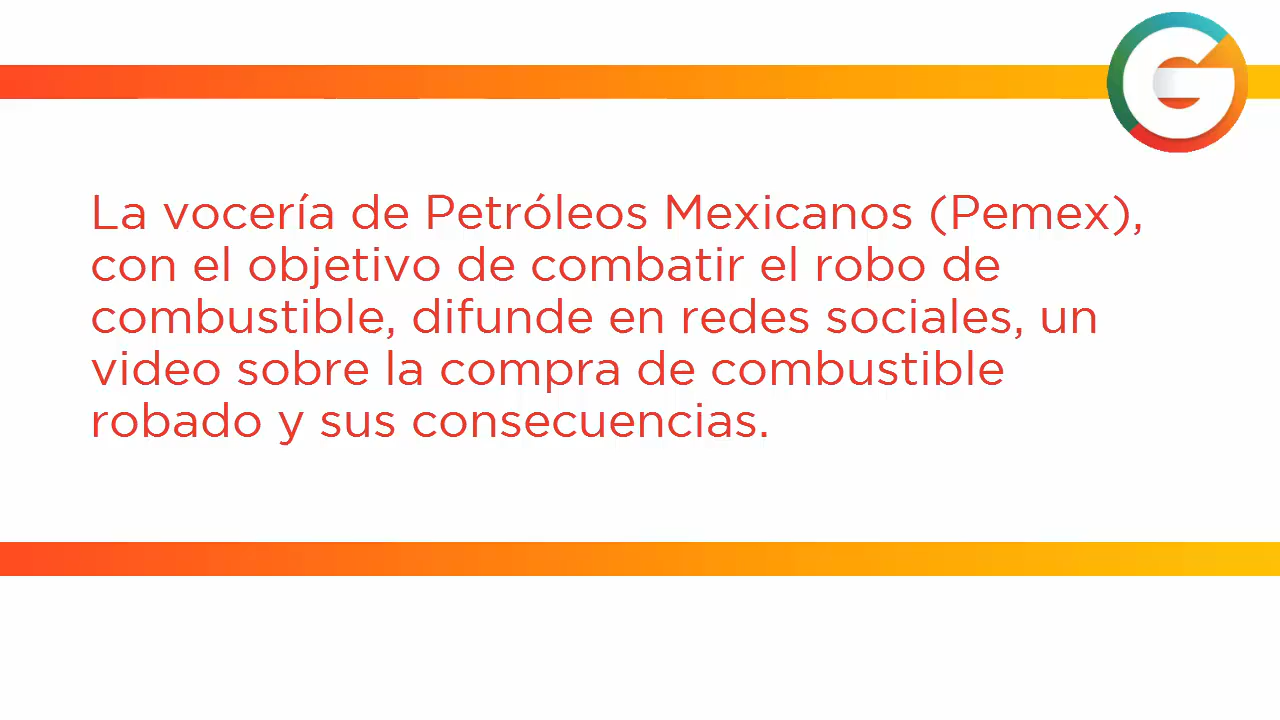 La vocería de Petróleos Mexicanos (Pemex),
con el objetivo de combatir el robo de
combustible, difunde en redes sociales, un
video sobre la compra de combustible
robado y sus consecuencias.